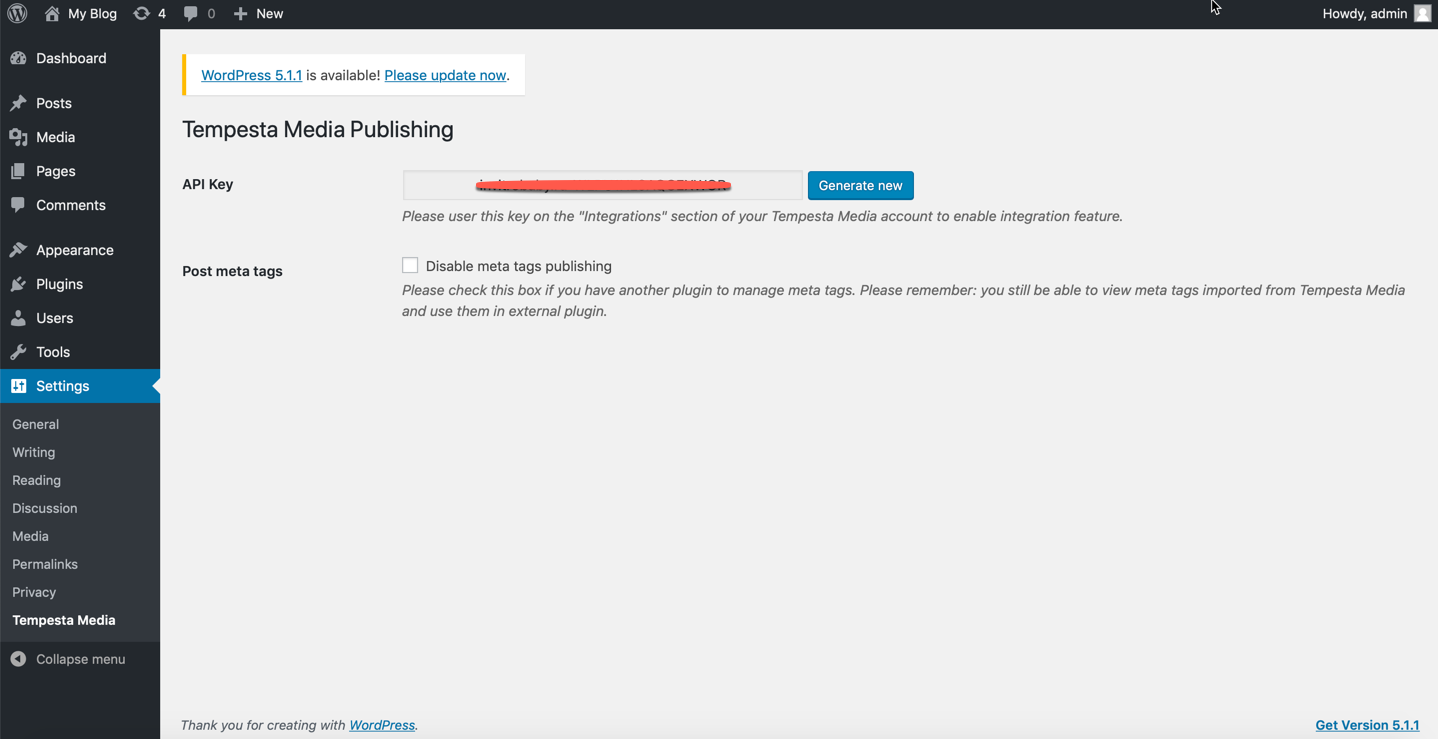 My Blog 4 0 New Howdy, admin
Dashboard
Posts
Media
Pages
Comments
Appearance
Plugins
Users
Tools
Settings
General
Writing
Reading
Discussion
Media
Permalinks
Privacy
Tempesta Media
Collapse menu
WordPress 5.1.1 is available! Please update now.
Tempesta Media Publishing
API Key
Generate new
Please user this key on the "Integrations" section of your Tempesta Media account to enable integration feature.
Post meta tags
Disable meta tags publishing
Please check this box if you have another plugin to manage meta tags. Please remember: you still be able to view meta tags imported from Tempesta Media
and use them in external plugin.
Thank you for creating with WordPress.
Get Version 5.1.1